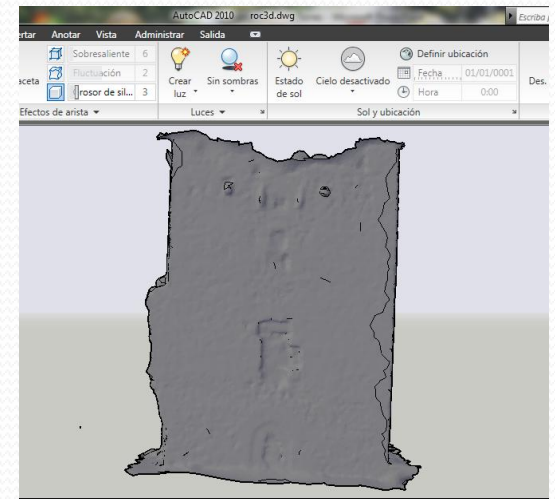 AutoCAD 2010 roc3d.dwg
Escriba
ertar Anotar Vista Administrar Salida
Sobresaliente 6
Fluctuación 2
rosor de sil... 3
aceta
Crear luz
Sin sombras
Estado de sol
Cielo desactivado
Definir ubicación
Fecha 01/01/0001
Hora 0:00
Des.
Efectos de arista
Luces
Sol y ubicación